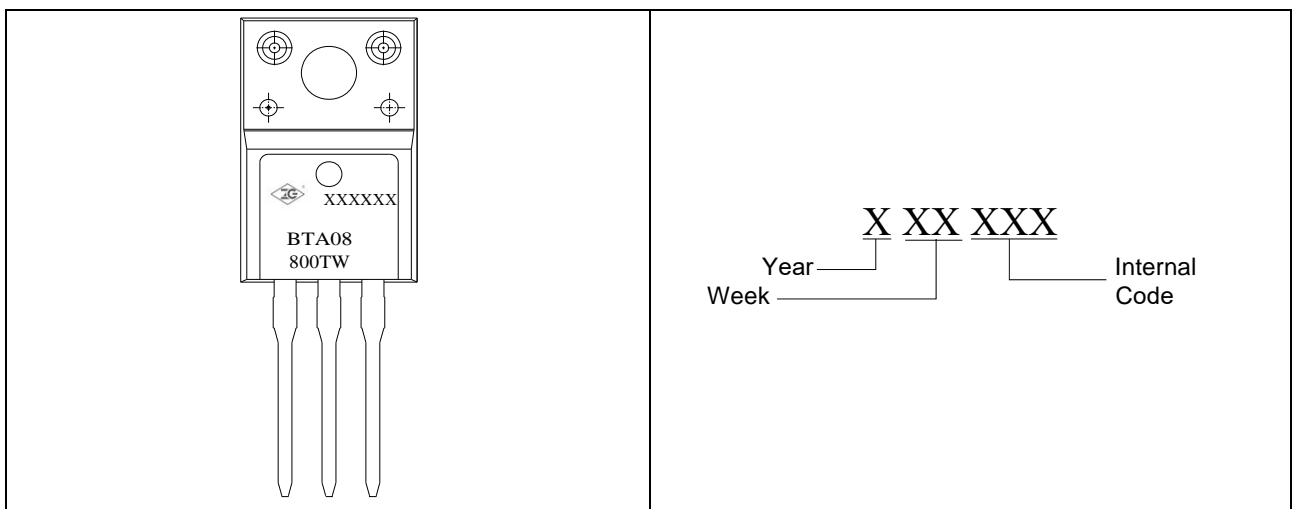 XXXXXX
BTA08
800TW
X XX XXX
Year
Week
Internal
Code